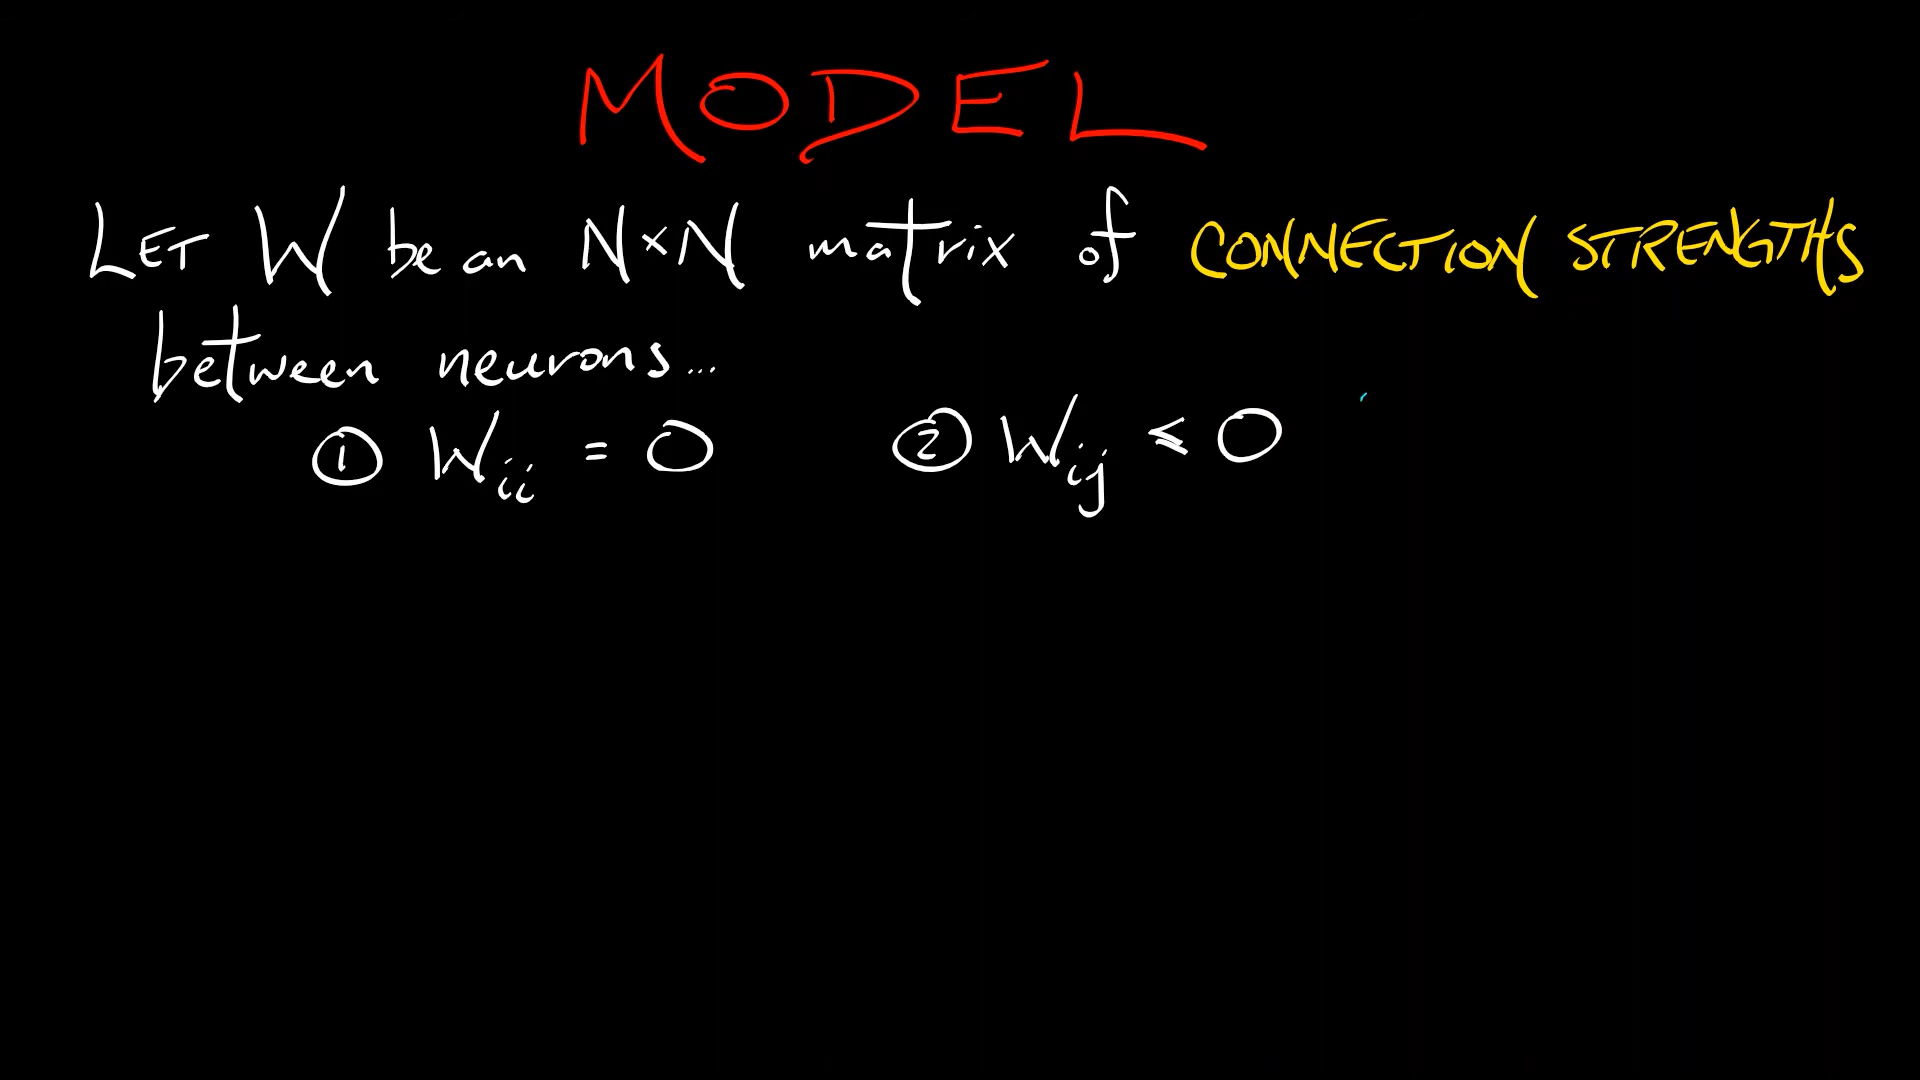 MODEL
LET W be an N×N matrix of CONNECTION STRENGTHS
between neurons...
① Wᵢᵢ = 0 ② Wᵢⱼ ≤ 0